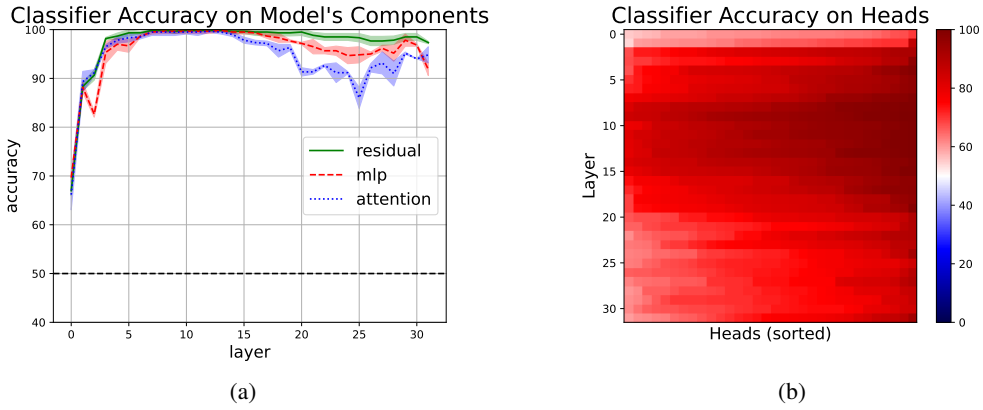 Classifier Accuracy on Model's Components
100
90
80
70
60
50
40
accuracy
residual
mlp
attention
0 5 10 15 20 25 30
layer
(a)
Classifier Accuracy on Heads
0
5
10
15
20
25
30
Layer
Heads (sorted)
100
80
60
40
20
0
(b)